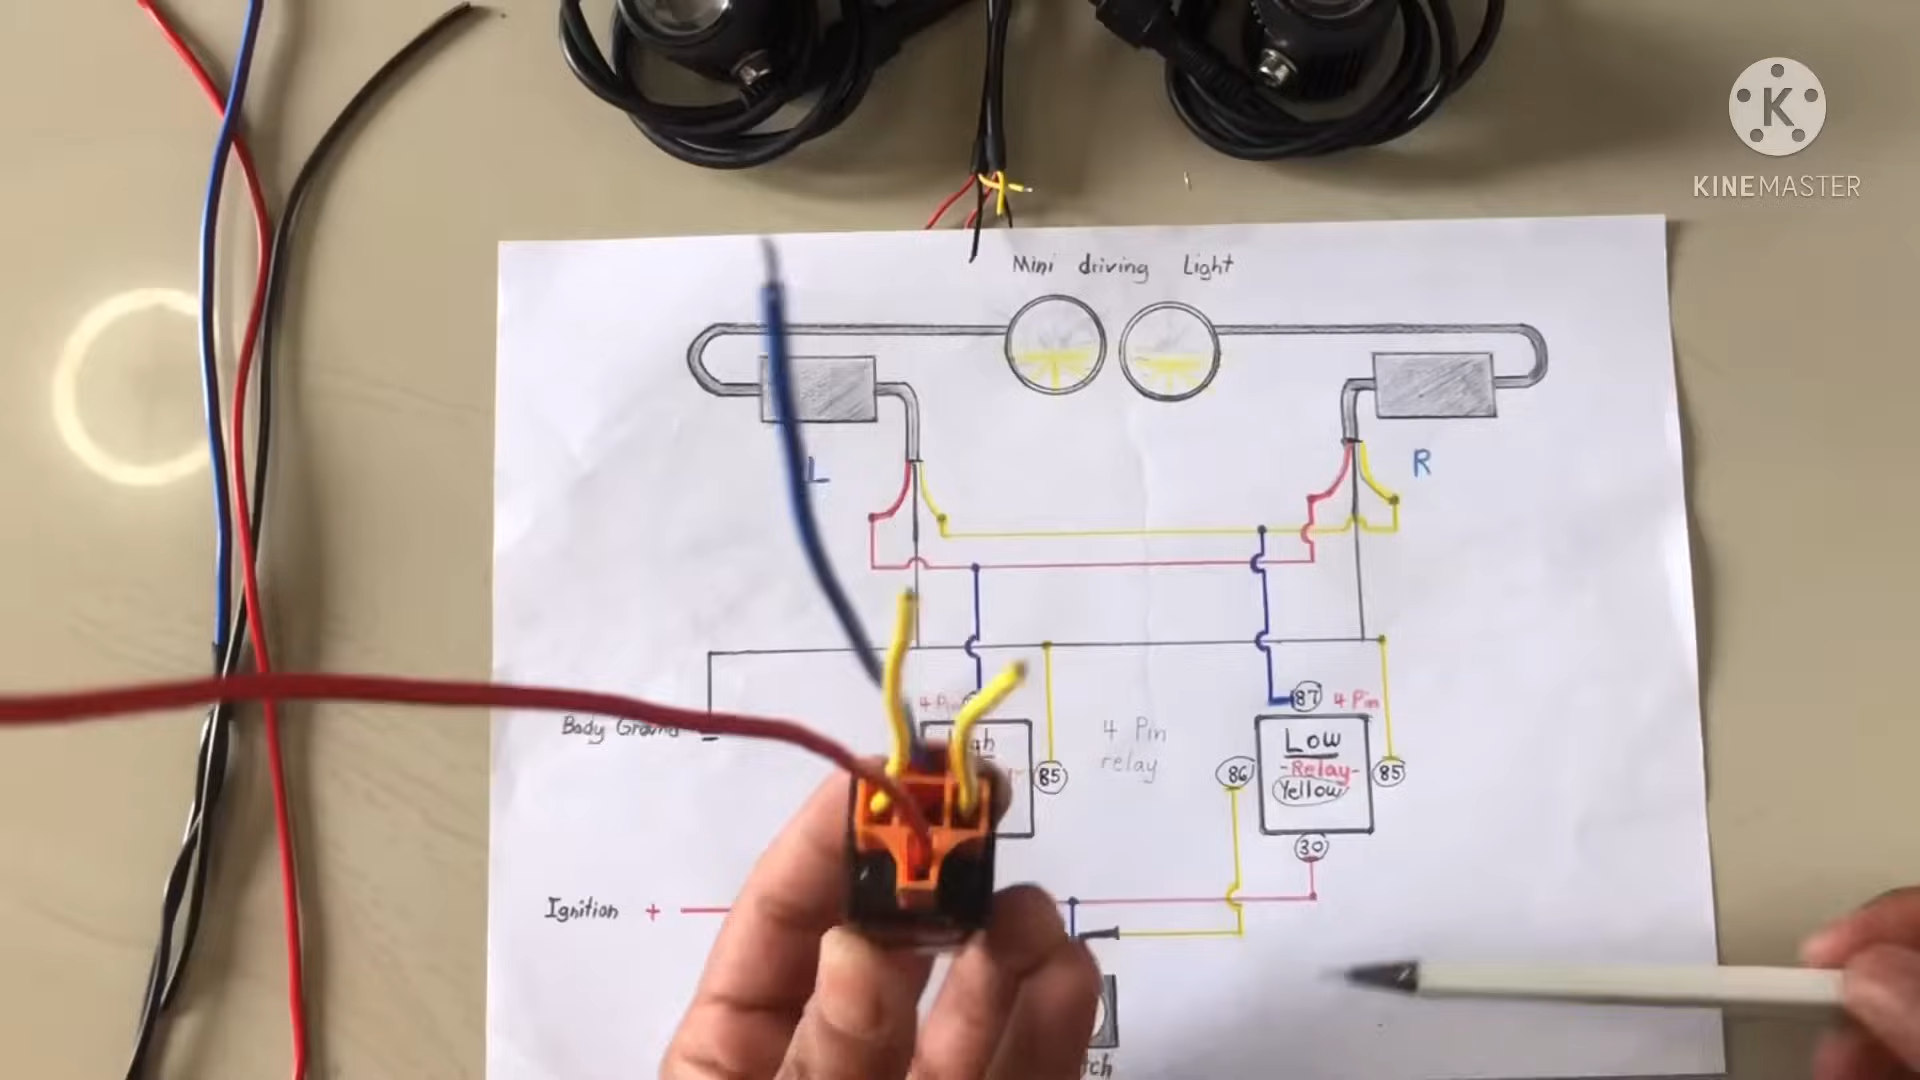 K
KINEMASTER
Mini driving Light
L
R
4 Pin
87 4 Pin
Body Ground
4 Pin
relay
85
86
Low
-Relay-
Yellow
85
30
Ignition +